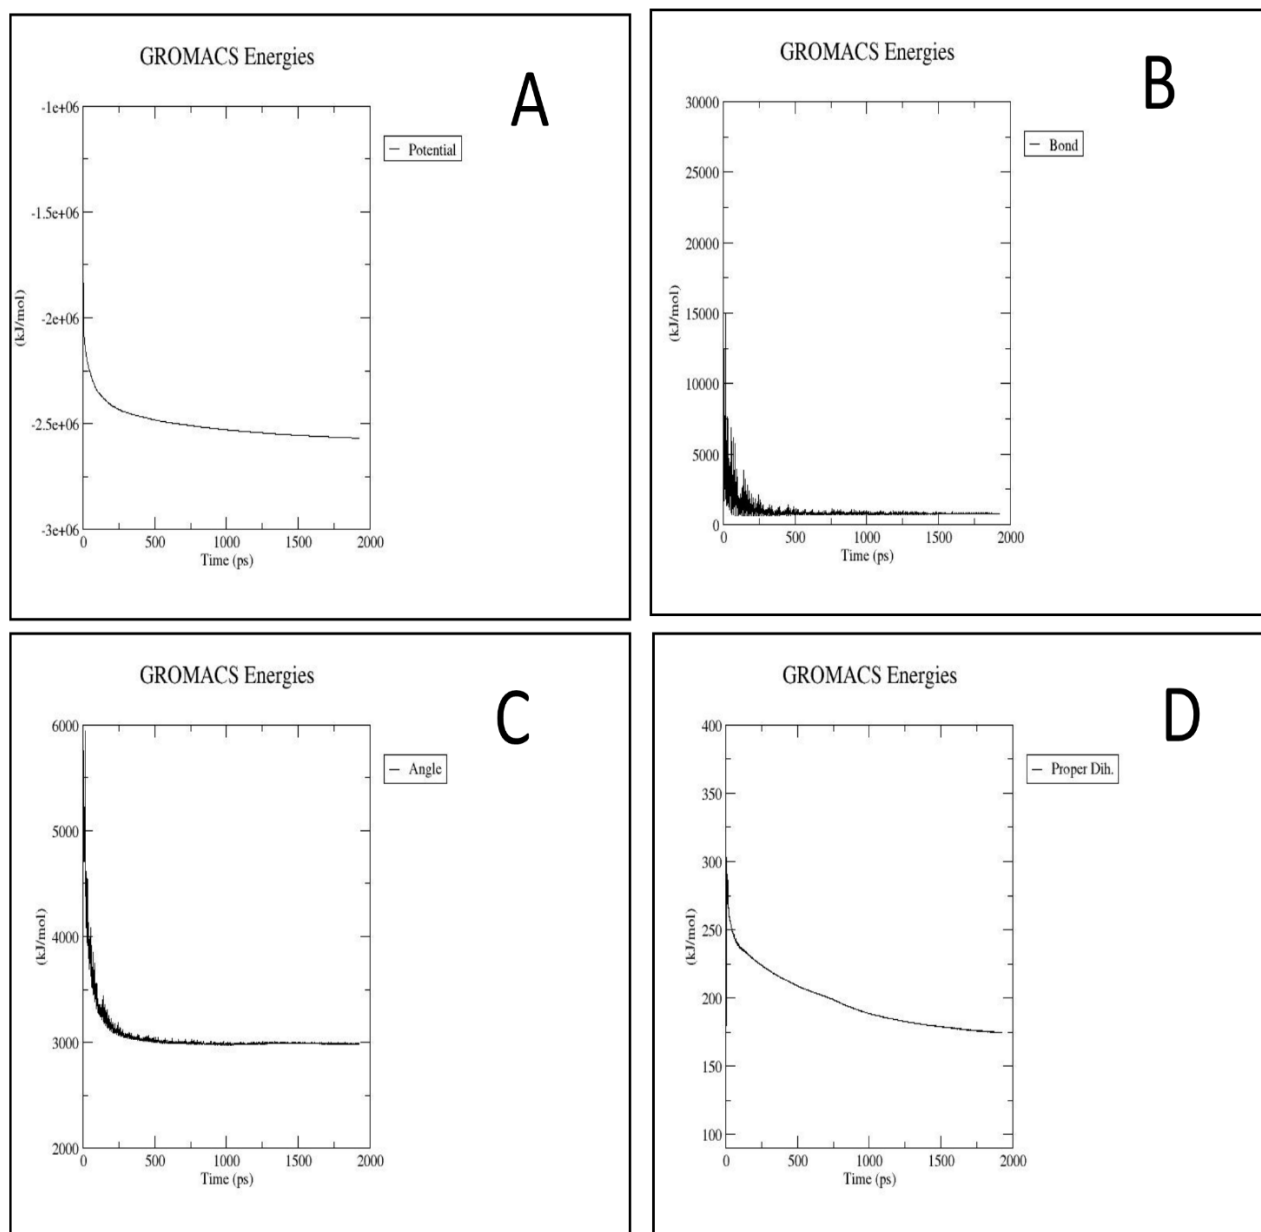 GROMACS Energies
A
-1e+06
-1.5e+06
-2e+06
-2.5e+06
-3e+06
(kJ/mol)
Potential
0 500 1000 1500 2000
Time (ps)
GROMACS Energies
B
30000
25000
20000
15000
10000
5000
0
(kJ/mol)
Bond
0 500 1000 1500 2000
Time (ps)
GROMACS Energies
C
6000
5000
4000
3000
2000
(kJ/mol)
Angle
0 500 1000 1500 2000
Time (ps)
GROMACS Energies
D
400
350
300
250
200
150
100
(kJ/mol)
Proper Dih.
0 500 1000 1500 2000
Time (ps)